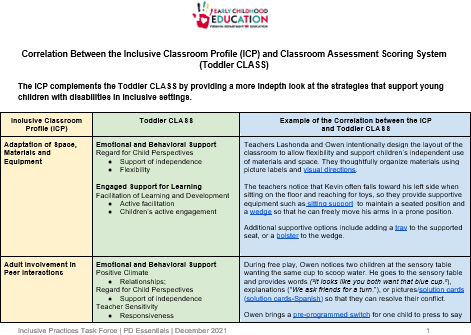 EARLY CHILDHOOD
EDUCATION
Correlation Between the Inclusive Classroom Profile (ICP) and Classroom Assessment Scoring System
(Toddler CLASS)
The ICP complements the Toddler CLASS by providing a more indepth look at the strategies that support young
children with disabilities in inclusive settings.
Inclusive Classroom
Profile (ICP)
Toddler CLASS
Example of the Correlation between the ICP
and Toddler CLASS
Adaptation of Space,
Materials and
Equipment
Emotional and Behavioral Support
Regard for Child Perspectives
● Support of independence
● Flexibility
Engaged Support for Learning
Facilitation of Learning and Development
● Active facilitation
● Children's active engagement
Teachers Lashonda and Owen intentionally design the layout of the
classroom to allow flexibility and support children's independent use
of materials and space. They thoughtfully organize materials using
picture labels and visual directions.
The teachers notice that Kevin often falls toward his left side when
sitting on the floor and reaching for toys, so they provide supportive
equipment such as sitting support to maintain a seated position and
a wedge so that he can freely move his arms in a prone position.
Additional supportive options include adding a tray to the supported
seat, or a bolster to the wedge.
Adult Involvement in
Peer Interactions
Emotional and Behavioral Support
Positive Climate
● Relationships;
Regard for Child Perspectives
● Support of independence
Teacher Sensitivity
● Responsiveness
During free play, Owen notices two children at the sensory table
wanting the same cup to scoop water. He goes to the sensory table
and provides words ("It looks like you both want that blue cup."),
explanations ("We ask friends for a turn."), or pictures/solution cards
(solution cards-Spanish) so that they can resolve their conflict.
Owen brings a pre-programmed switch for one child to press to say
Inclusive Practices Task Force | PD Essentials | December 2021
1